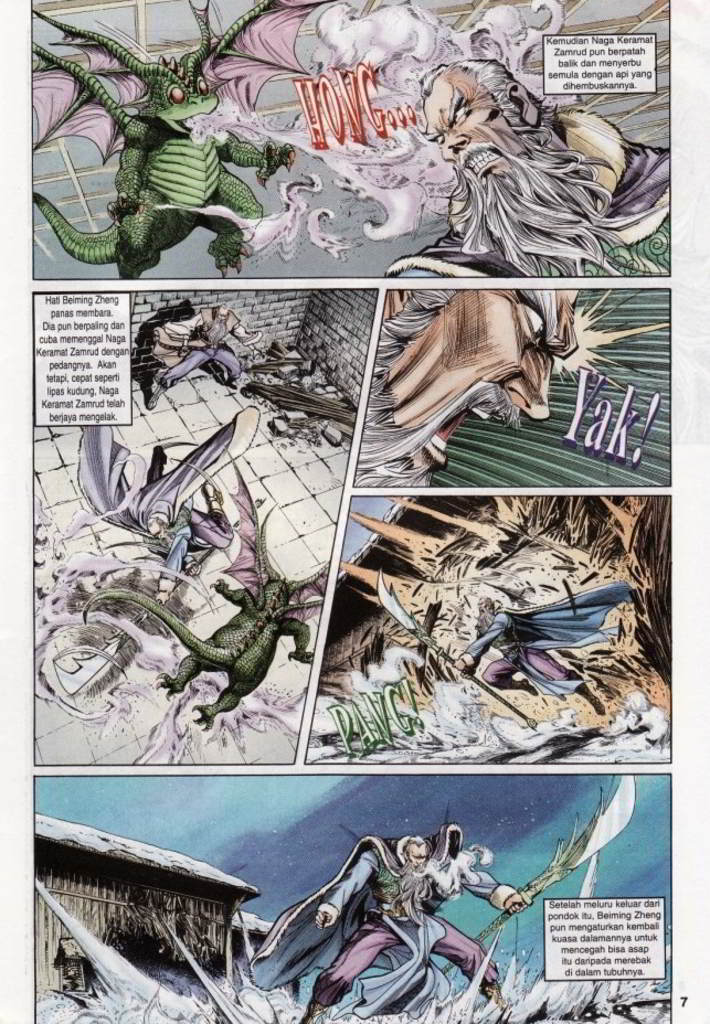 Kemudian Naga Keramat
Zamrud pun berpatah
balik dan menyerbu
semula dengan api yang
dihembuskannya.
HONG...
Hati Beiming Zheng
panas membara.
Dia pun berpaling dan
cuba memenggal Naga
Keramat Zamrud dengan
pedangnya. Akan
tetapi, cepat seperti
lipas kudung, Naga
Keramat Zamrud telah
berjaya mengelak.
Yak!
PANG!
Setelah meluru keluar dari
pondok itu, Beiming Zheng
pun mengaturkan kembali
kuasa dalamannya untuk
mencegah bisa asap
itu daripada merebak
di dalam tubuhnya.
7